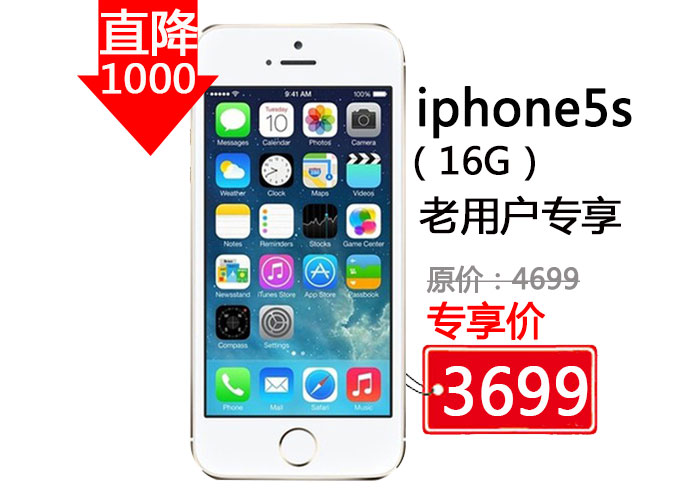 直降
1000
9:41 AM 100%
Tuesday
10
Messages Calendar Photos Camera
Weather Clock Maps Videos
Notes Reminders Stocks Game Center
Newsstand iTunes Store App Store Passbook
Compass Settings
Phone Mail Safari Music
iphone5s
（16G）
老用户专享
原价：4699
专享价
3699